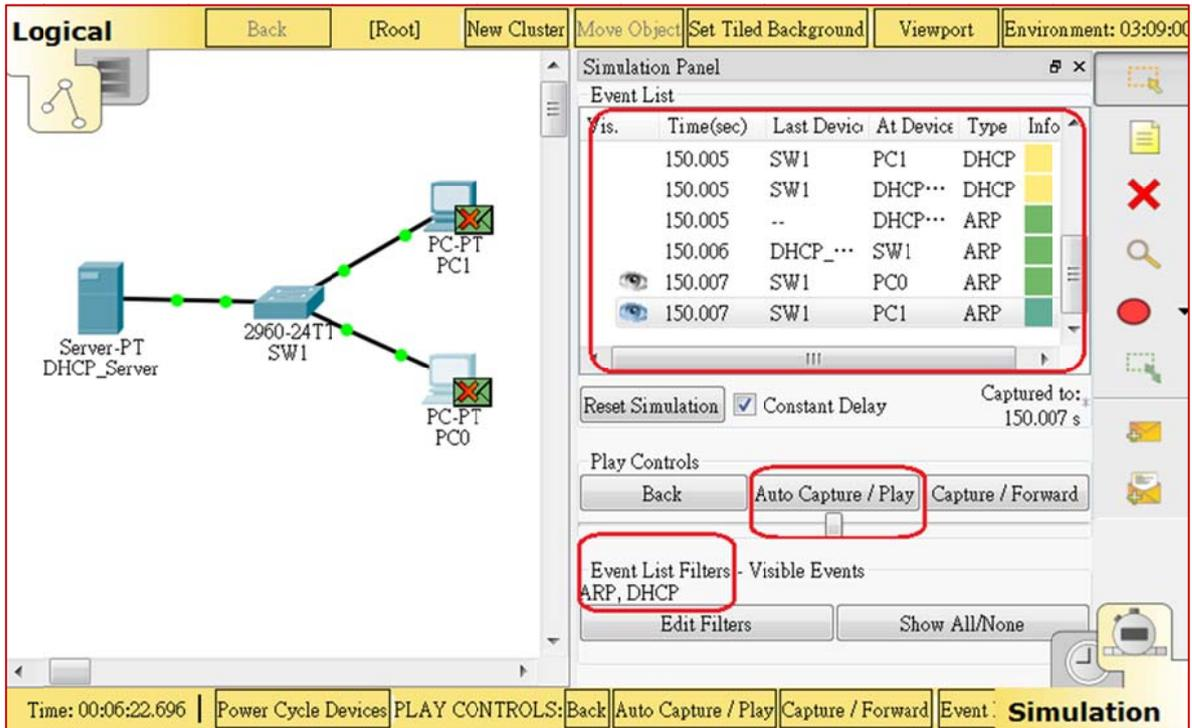 Logical Back [Root] New Cluster Move Object Set Tiled Background Viewport Environment: 03:09:00
PC-PT
PC1
Server-PT
DHCP_Server
2960-24TT
SW1
PC-PT
PC0
Simulation Panel
Event List
Vis. Time(sec) Last Devic At Device Type Info
150.005 SW1 PC1 DHCP
150.005 SW1 DHCP··· DHCP
150.005 -- DHCP··· ARP
150.006 DHCP_··· SW1 ARP
150.007 SW1 PC0 ARP
150.007 SW1 PC1 ARP
Reset Simulation Constant Delay Captured to:
150.007 s
Play Controls
Back Auto Capture / Play Capture / Forward
Event List Filters - Visible Events
ARP, DHCP
Edit Filters Show All/None
Time: 00:06:22.696 Power Cycle Devices PLAY CONTROLS: Back Auto Capture / Play Capture / Forward Event Simulation